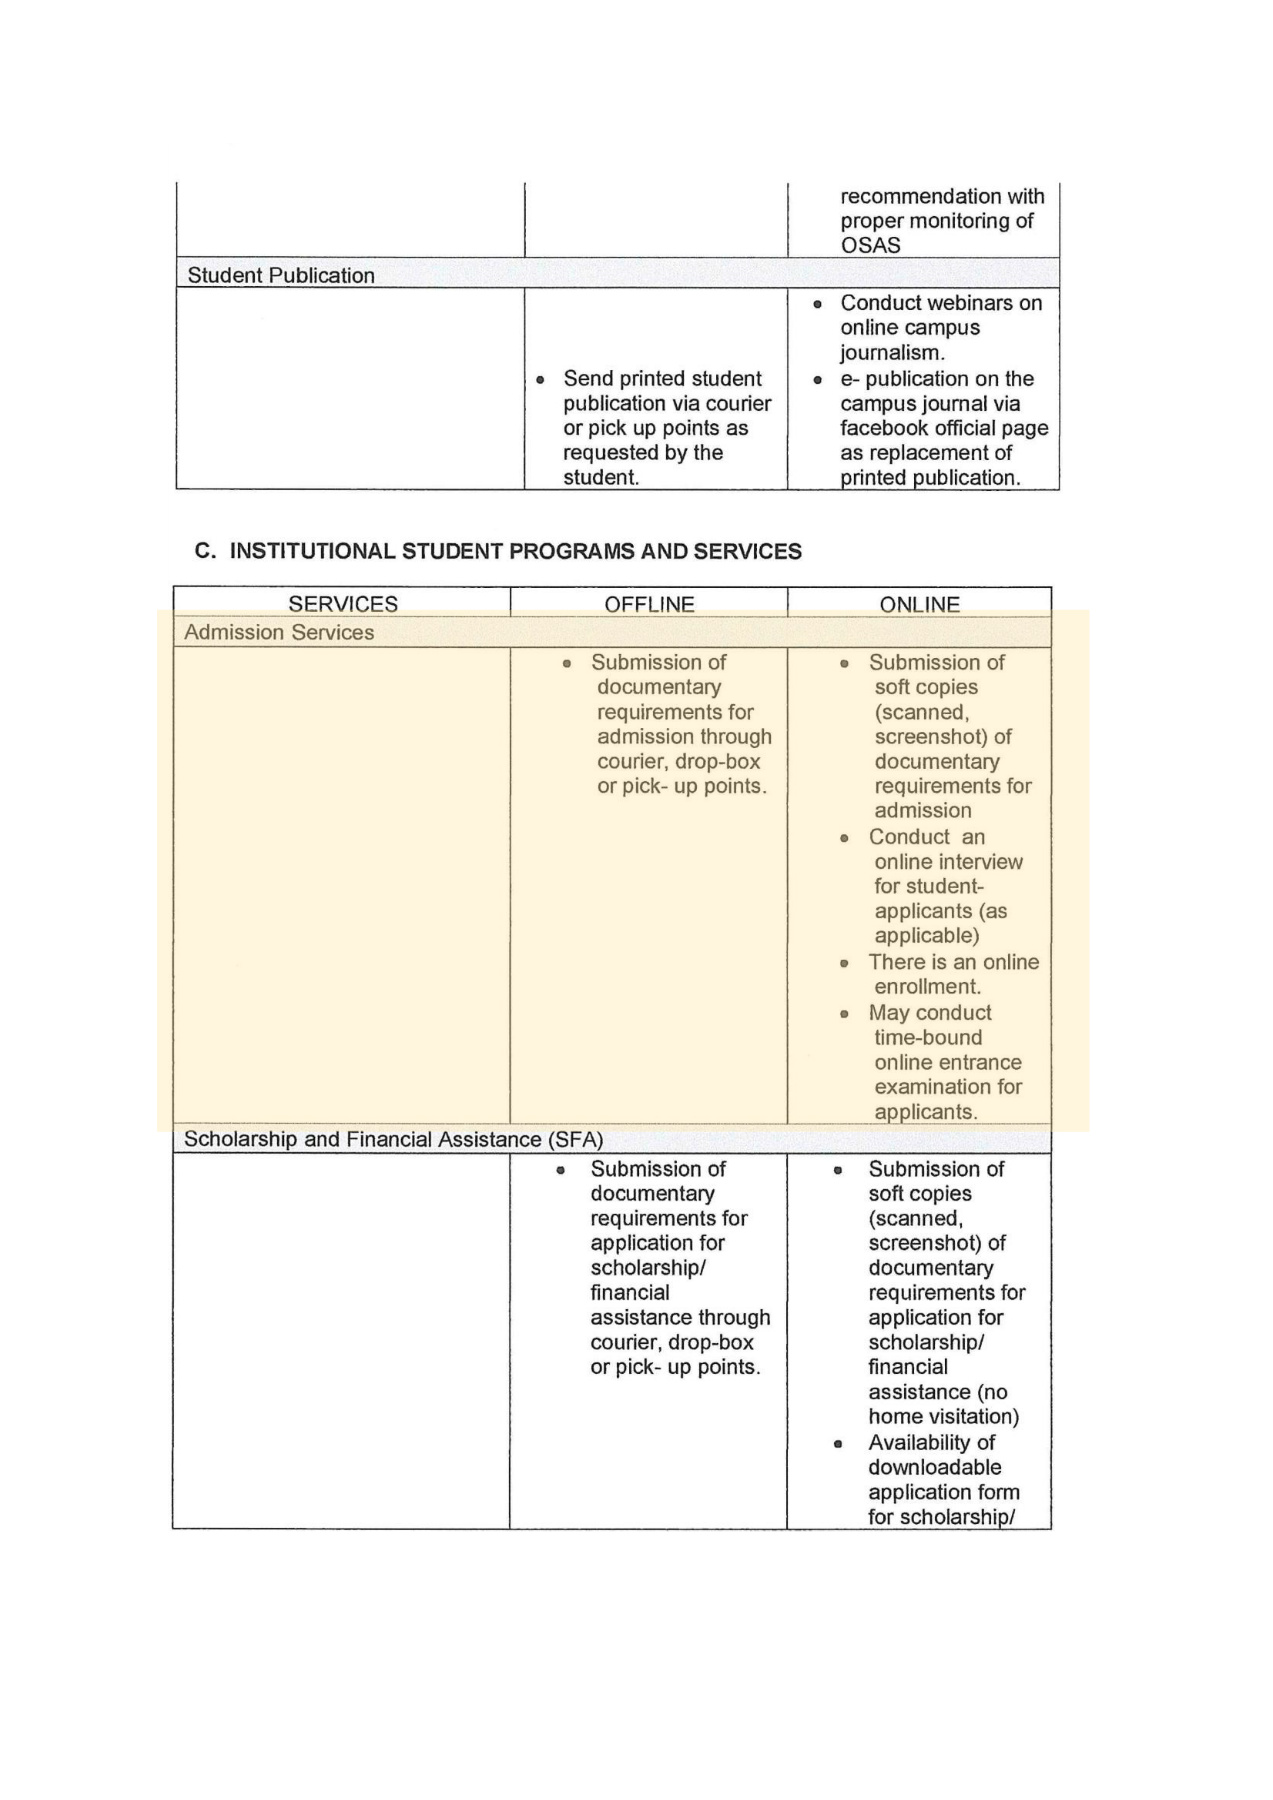 recommendation with
proper monitoring of
OSAS
Student Publication
• Send printed student
publication via courier
or pick up points as
requested by the
student.
• Conduct webinars on
online campus
journalism.
• e- publication on the
campus journal via
facebook official page
as replacement of
printed publication.
C. INSTITUTIONAL STUDENT PROGRAMS AND SERVICES
SERVICES OFFLINE ONLINE
Admission Services
• Submission of
documentary
requirements for
admission through
courier, drop-box
or pick- up points.
• Submission of
soft copies
(scanned,
screenshot) of
documentary
requirements for
admission
• Conduct an
online interview
for student-
applicants (as
applicable)
• There is an online
enrollment.
• May conduct
time-bound
online entrance
examination for
applicants.
Scholarship and Financial Assistance (SFA)
• Submission of
documentary
requirements for
application for
scholarship/
financial
assistance through
courier, drop-box
or pick- up points.
• Submission of
soft copies
(scanned,
screenshot) of
documentary
requirements for
application for
scholarship/
financial
assistance (no
home visitation)
• Availability of
downloadable
application form
for scholarship/